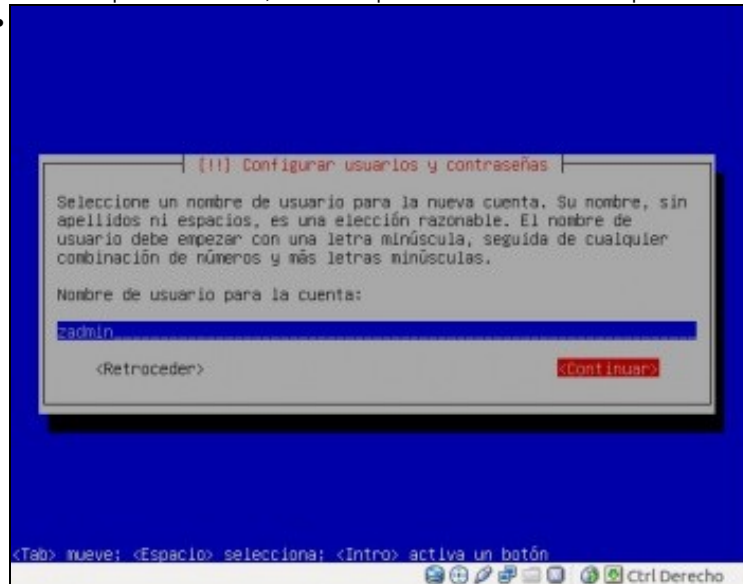 [!!] Configurar usuarios y contraseñas
Seleccione un nombre de usuario para la nueva cuenta. Su nombre, sin
apellidos ni espacios, es una elección razonable. El nombre de
usuario debe empezar con una letra minúscula, seguida de cualquier
combinación de números y más letras minúsculas.
Nombre de usuario para la cuenta:
zadmin
<Retroceder> <Continuar>
<Tab> mueve; <Espacio> selecciona; <Intro> activa un botón
Ctrl Derecho